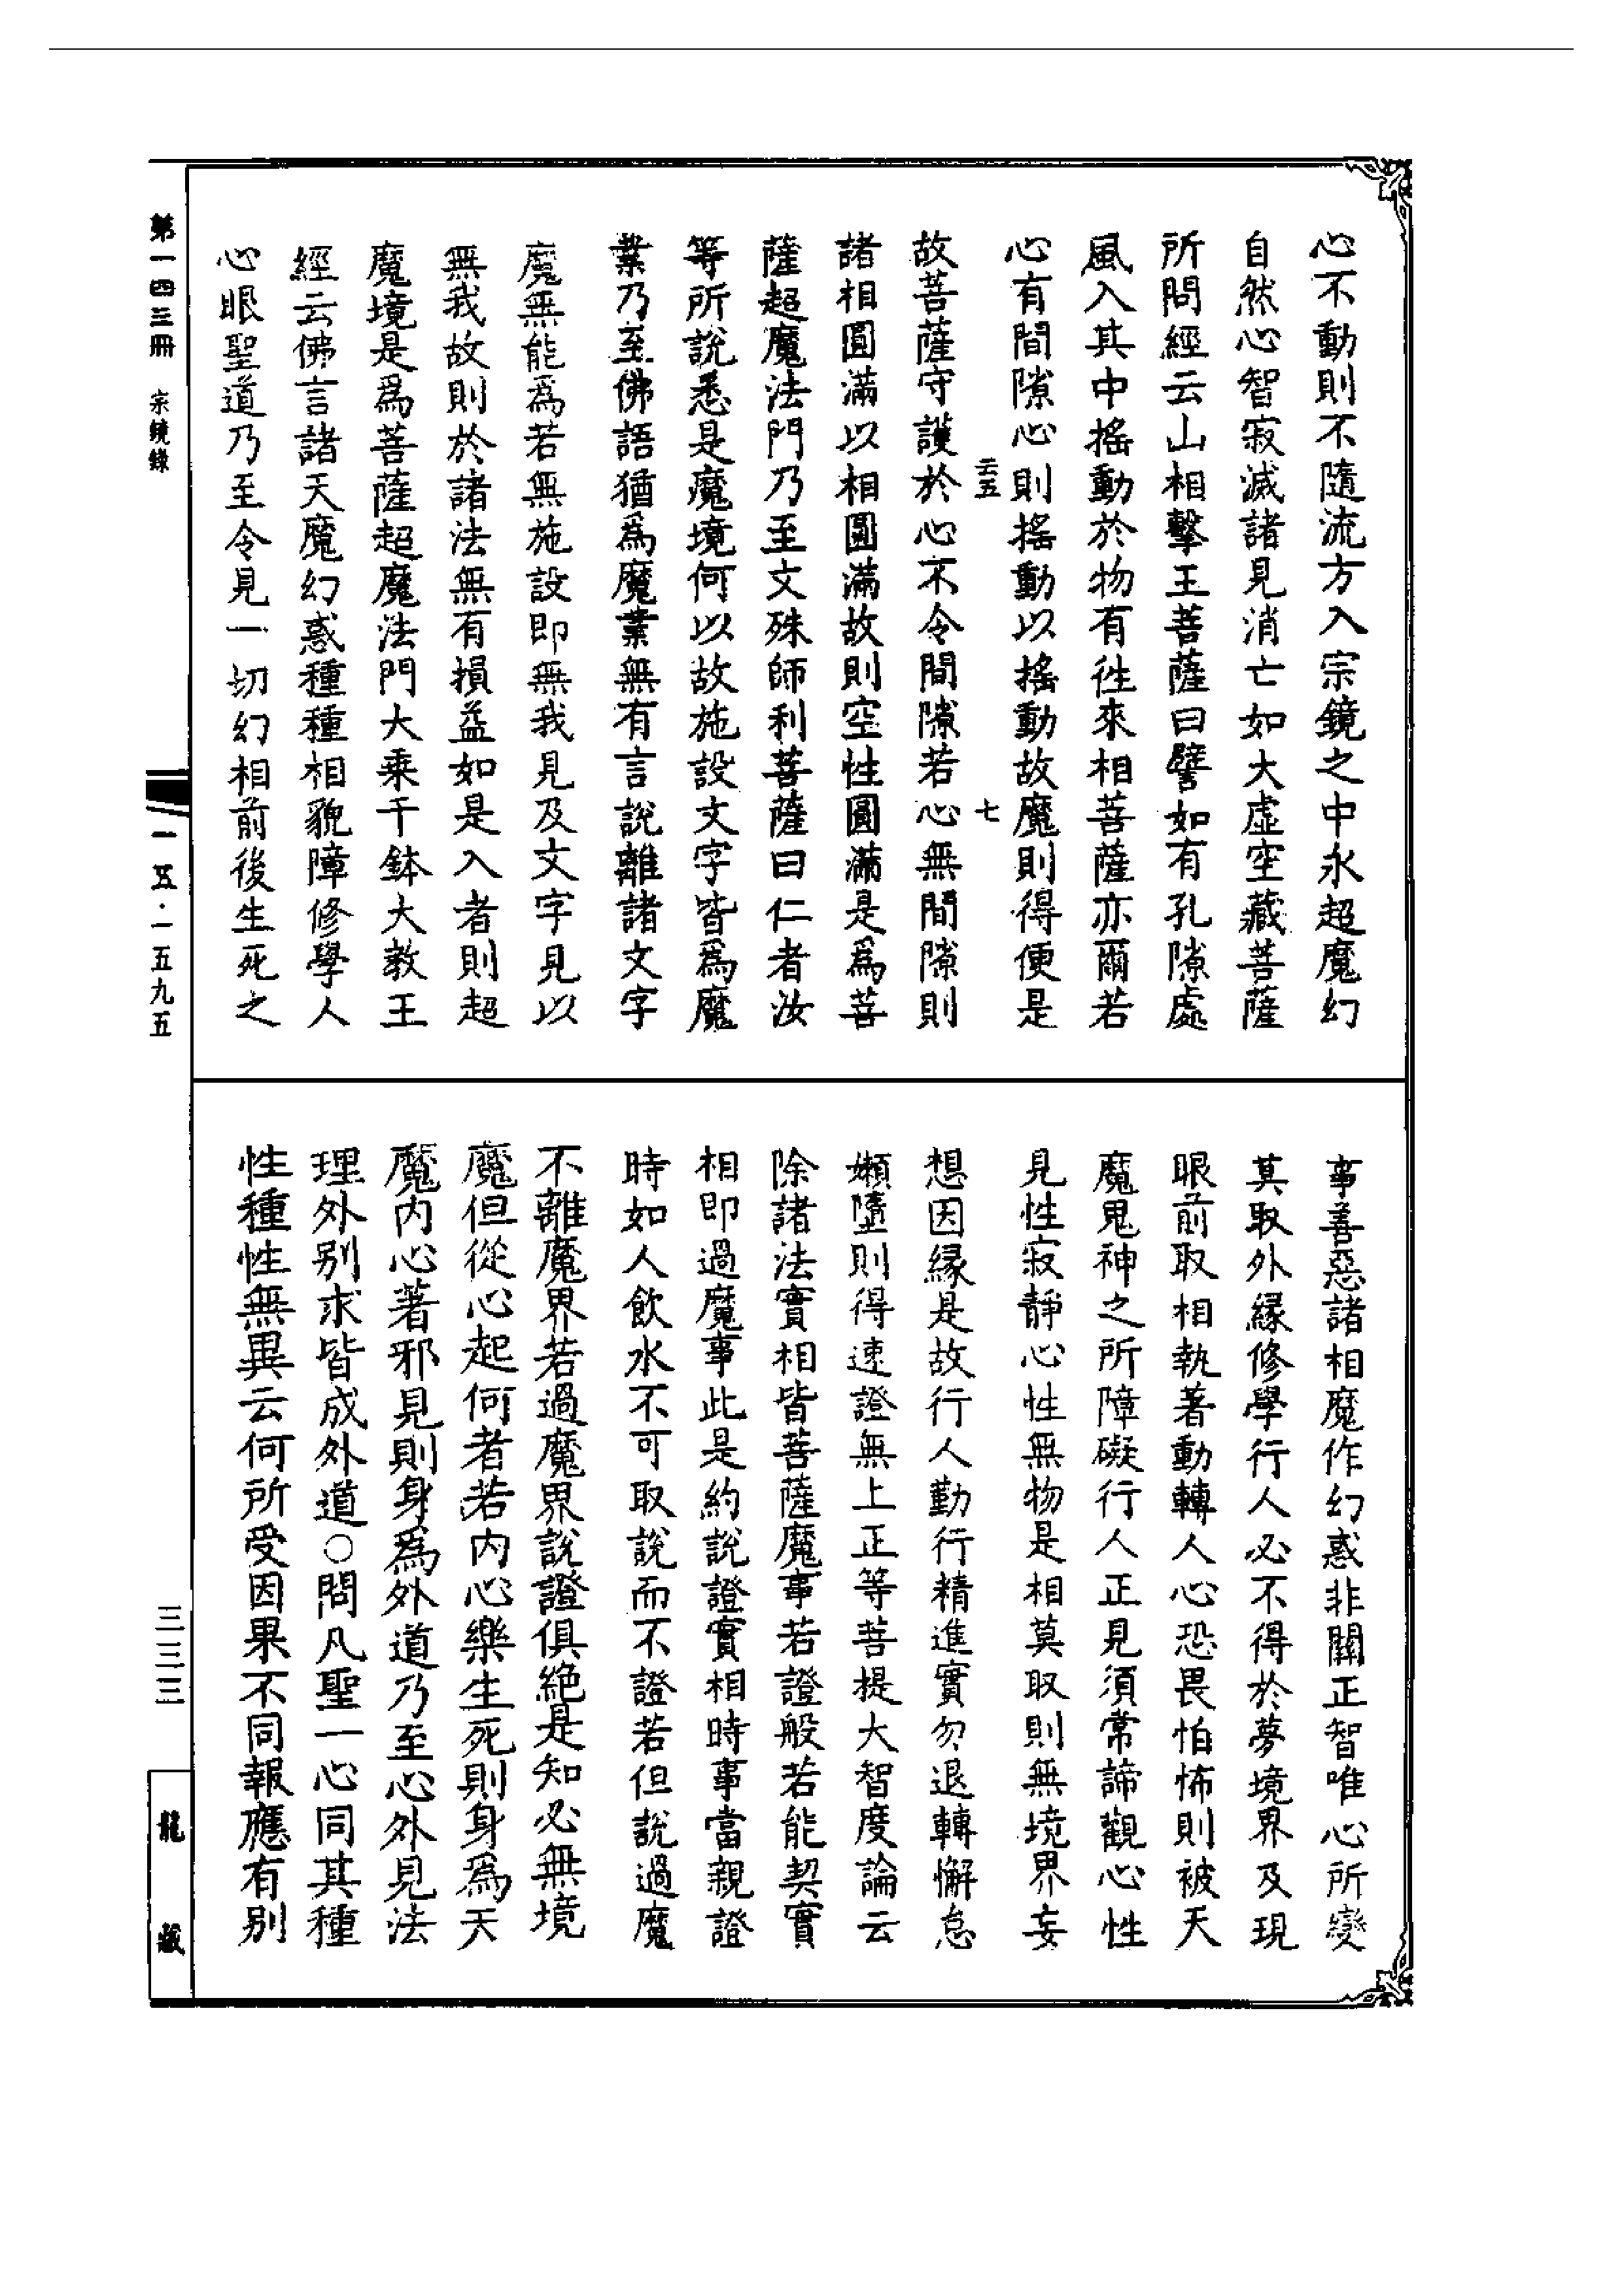 心不動則不隨流方入宗鏡之中永超魔幻
自然心智寂滅諸見消亡如大虛空藏菩薩
所問經云山相擊王菩薩曰譬如有孔隙處
風入其中搖動於物有徃來相菩薩亦爾若
心有間隙心則搖動以搖動故魔則得便是
云五
七
故菩薩守護於心不令間隙若心無間隙則
諸相圓滿以相圓滿故則空性圓滿是為菩
薩超魔法門乃至文殊師利菩薩曰仁者汝
等所說悉是魔境何以故施設文字皆為魔
業乃至佛語猶為魔業無有言說離諸文字
魔無能為若無施設即無我見及文字見以
無我故則於諸法無有損益如是入者則超
魔境是為菩薩超魔法門大乘千鉢大教王
經云佛言諸天魔幻惑種種相貌障修學人
心眼聖道乃至令見一切幻相前後生死之
事善惡諸相魔作幻惑非關正智唯心所變
莫取外緣修學行人必不得於夢境界及現
眼前取相執著動轉人心恐畏怕怖則被天
魔鬼神之所障礙行人正見須常諦觀心性
見性寂靜心性無物是相莫取則無境界妄
想因緣是故行人勤行精進實勿退轉懈怠
嬾墮則得速證無上正等菩提大智度論云
除諸法實相皆菩薩魔事若證般若能契實
相即過魔事此是約說證實相時事當親證
時如人飲水不可取說而不證若但說過魔
不離魔界若過魔界說證俱絕是知必無境
魔但從心起何者若內心樂生死則身為天
魔內心著邪見則身為外道乃至心外見法
理外別求皆成外道○問凡聖一心同其種
性種性無異云何所受因果不同報應有別
第一四三冊　宗鏡錄
一五·一五九五
三三三
龍藏